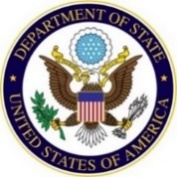 DEPARTMENT OF STATE
UNITED STATES OF AMERICA